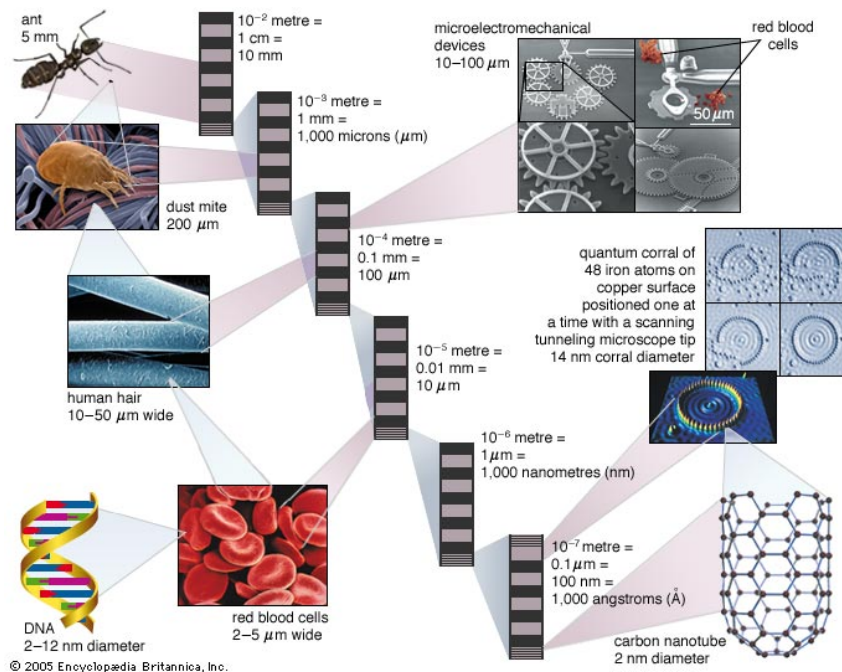 ant
5 mm
10⁻² metre =
1 cm =
10 mm
microelectromechanical
devices
10–100 μm
red blood
cells
50 μm
10⁻³ metre =
1 mm =
1,000 microns (μm)
dust mite
200 μm
10⁻⁴ metre =
0.1 mm =
100 μm
quantum corral of
48 iron atoms on
copper surface
positioned one at
a time with a scanning
tunneling microscope tip
14 nm corral diameter
human hair
10–50 μm wide
10⁻⁵ metre =
0.01 mm =
10 μm
10⁻⁶ metre =
1 μm =
1,000 nanometres (nm)
10⁻⁷ metre =
0.1 μm =
100 nm =
1,000 angstroms (Å)
DNA
2–12 nm diameter
red blood cells
2–5 μm wide
carbon nanotube
2 nm diameter
© 2005 Encyclopædia Britannica, Inc.